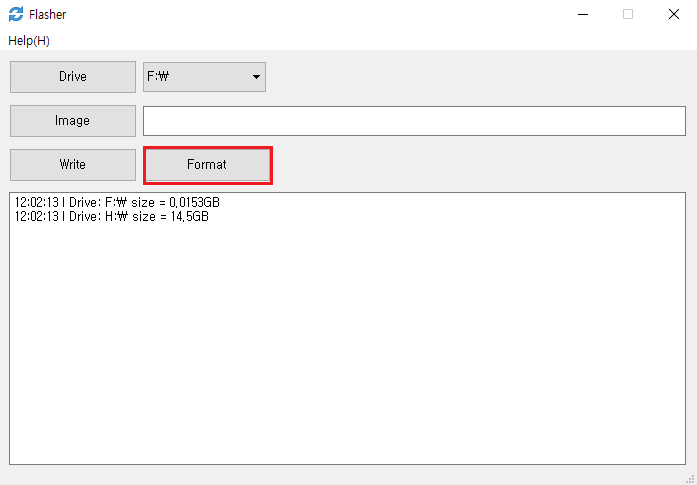 Flasher
Help(H)
Drive
F:₩
Image
Write
Format
12:02:13 | Drive: F:₩ size = 0,0153GB
12:02:13 | Drive: H:₩ size = 14,5GB